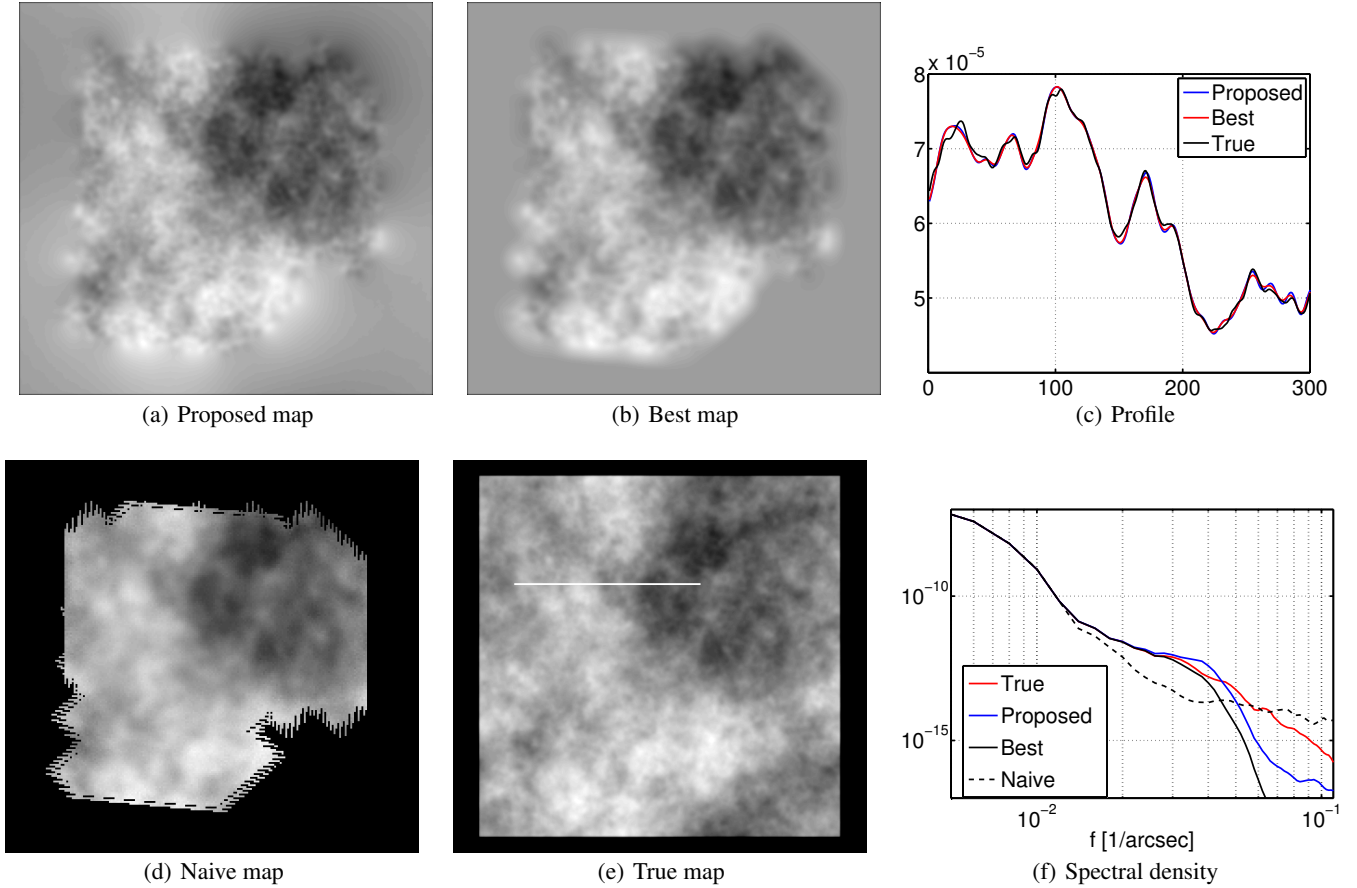 (a) Proposed map
(b) Best map
x 10⁻⁵
8
7
6
5
0
100
200
300
Proposed
Best
True
(c) Profile
(d) Naive map
(e) True map
10⁻¹⁰
10⁻¹⁵
10⁻²
10⁻¹
f [1/arcsec]
True
Proposed
Best
Naive
(f) Spectral density